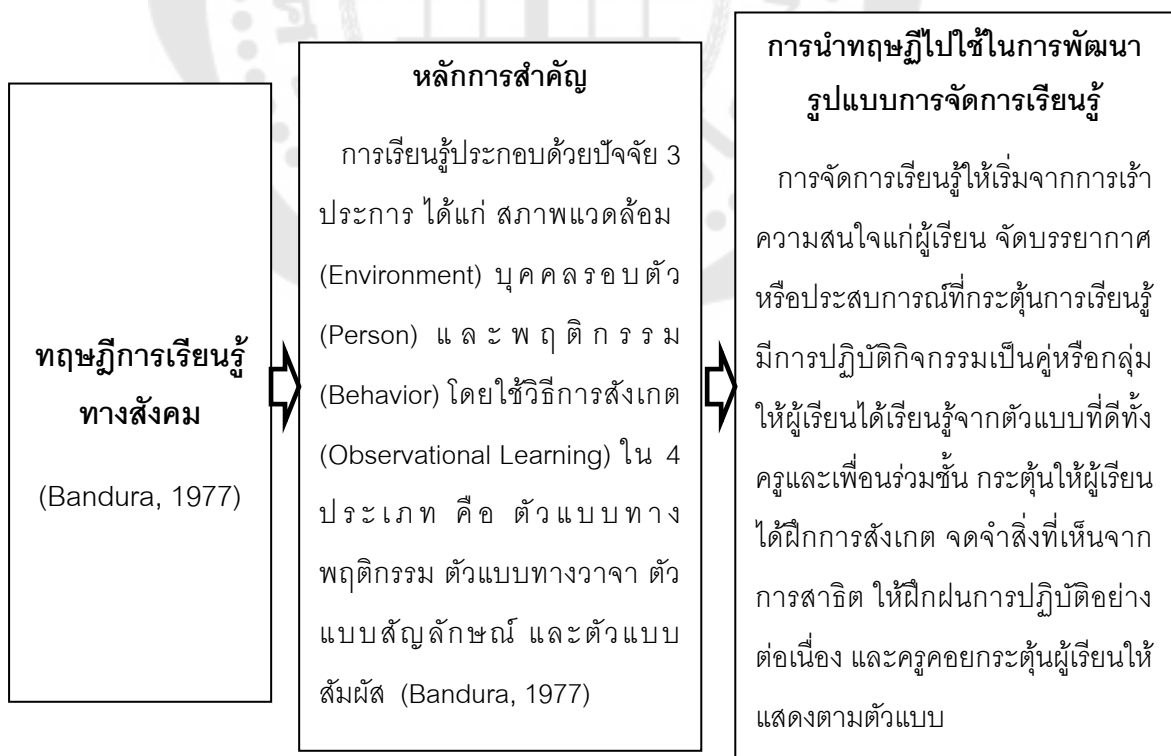 ทฤษฎีการเรียนรู้
ทางสังคม
(Bandura, 1977)
หลักการสำคัญ
การเรียนรู้ประกอบด้วยปัจจัย 3
ประการ ได้แก่ สภาพแวดล้อม
(Environment) บุคคลรอบตัว
(Person) และพฤติกรรม
(Behavior) โดยใช้วิธีการสังเกต
(Observational Learning) ใน 4
ประเภท คือ ตัวแบบทาง
พฤติกรรม ตัวแบบทางวาจา ตัว
แบบสัญลักษณ์ และตัวแบบ
สัมผัส (Bandura, 1977)
การนำทฤษฎีไปใช้ในการพัฒนา
รูปแบบการจัดการเรียนรู้
การจัดการเรียนรู้ให้เริ่มจากการเร้า
ความสนใจแก่ผู้เรียน จัดบรรยากาศ
หรือประสบการณ์ที่กระตุ้นการเรียนรู้
มีการปฏิบัติกิจกรรมเป็นคู่หรือกลุ่ม
ให้ผู้เรียนได้เรียนรู้จากตัวแบบที่ดีทั้ง
ครูและเพื่อนร่วมชั้น กระตุ้นให้ผู้เรียน
ได้ฝึกการสังเกต จดจำสิ่งที่เห็นจาก
การสาธิต ให้ฝึกฝนการปฏิบัติอย่าง
ต่อเนื่อง และครูคอยกระตุ้นผู้เรียนให้
แสดงตามตัวแบบ